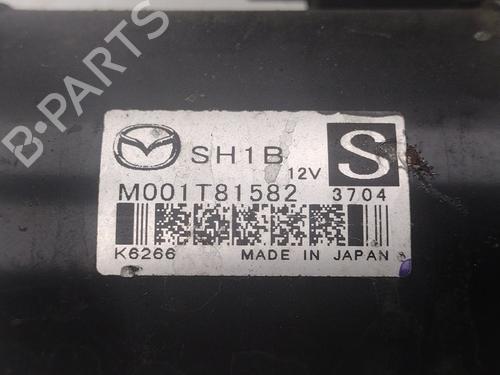 B-PARTS
SH1B 12V S
M001T81582 3704
K6266 MADE IN JAPAN